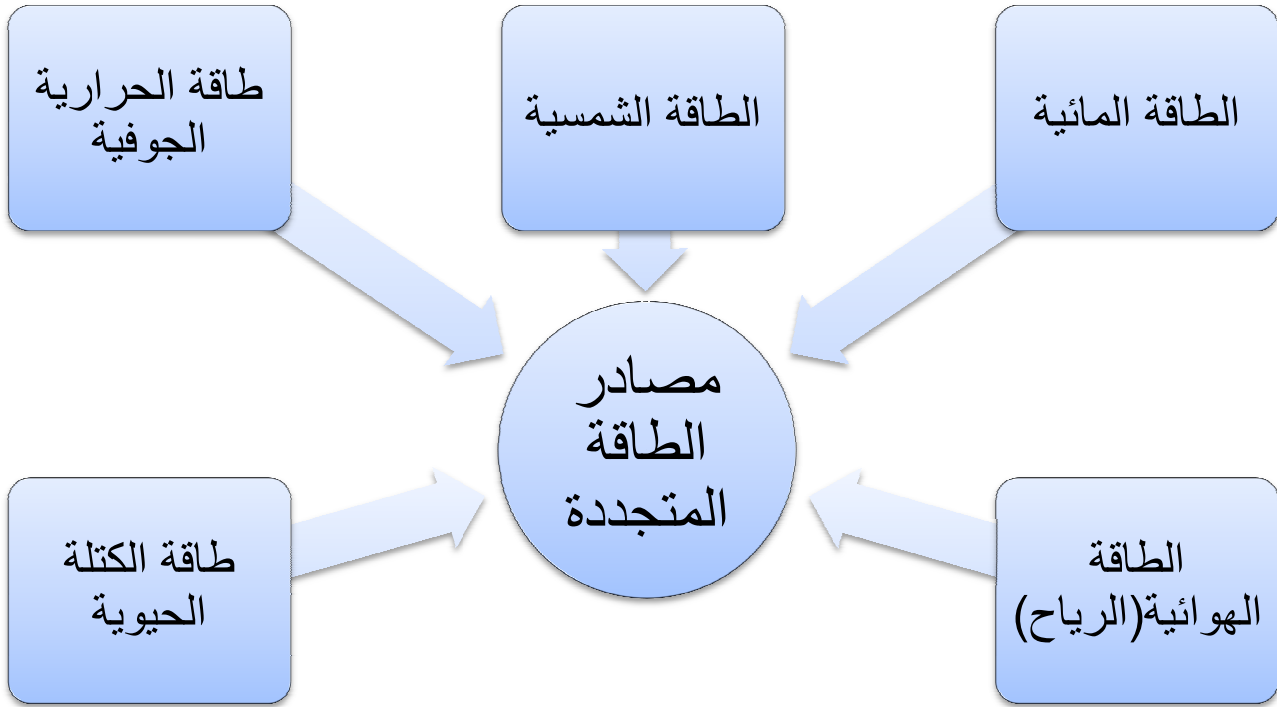 الطاقة المائية
الطاقة الشمسية
طاقة الحرارية
الجوفية
مصادر
الطاقة
المتجددة
الطاقة
الهوائية(الرياح)
طاقة الكتلة
الحيوية